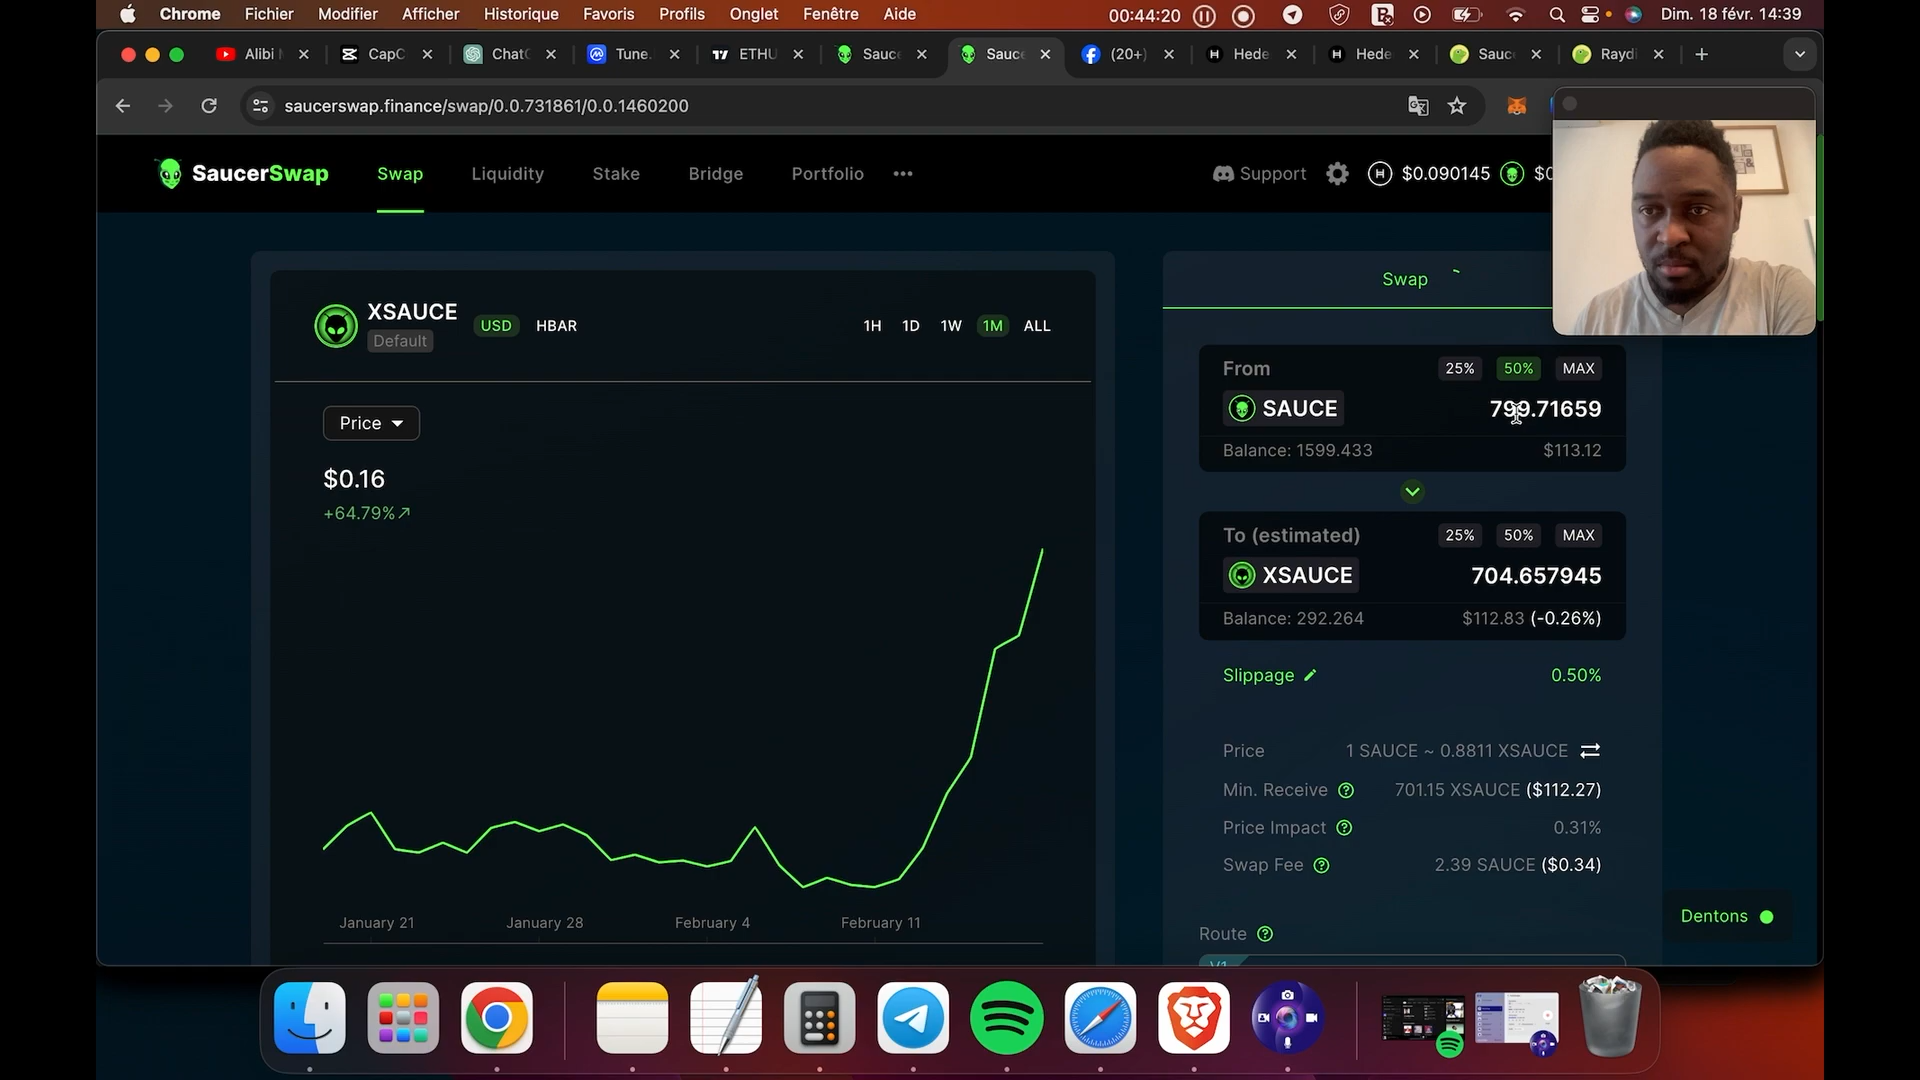 Chrome Fichier Modifier Afficher Historique Favoris Profils Onglet Fenêtre Aide 00:44:20 Dim. 18 févr. 14:39
Alibi CapC ChatC Tune. ETHU Sauce Sauce (20+) Hede Hede Sauc Raydi
saucerswap.finance/swap/0.0.731861/0.0.1460200
SaucerSwap Swap Liquidity Stake Bridge Portfolio ••• Support $0.090145 $0
XSAUCE
Default
USD HBAR 1H 1D 1W 1M ALL
Price
$0.16
+64.79%↗
January 21 January 28 February 4 February 11
Swap
From 25% 50% MAX
SAUCE 799.71659
Balance: 1599.433 $113.12
To (estimated) 25% 50% MAX
XSAUCE 704.657945
Balance: 292.264 $112.83 (-0.26%)
Slippage 0.50%
Price 1 SAUCE ~ 0.8811 XSAUCE
Min. Receive 701.15 XSAUCE ($112.27)
Price Impact 0.31%
Swap Fee 2.39 SAUCE ($0.34)
Route
V1
Dentons